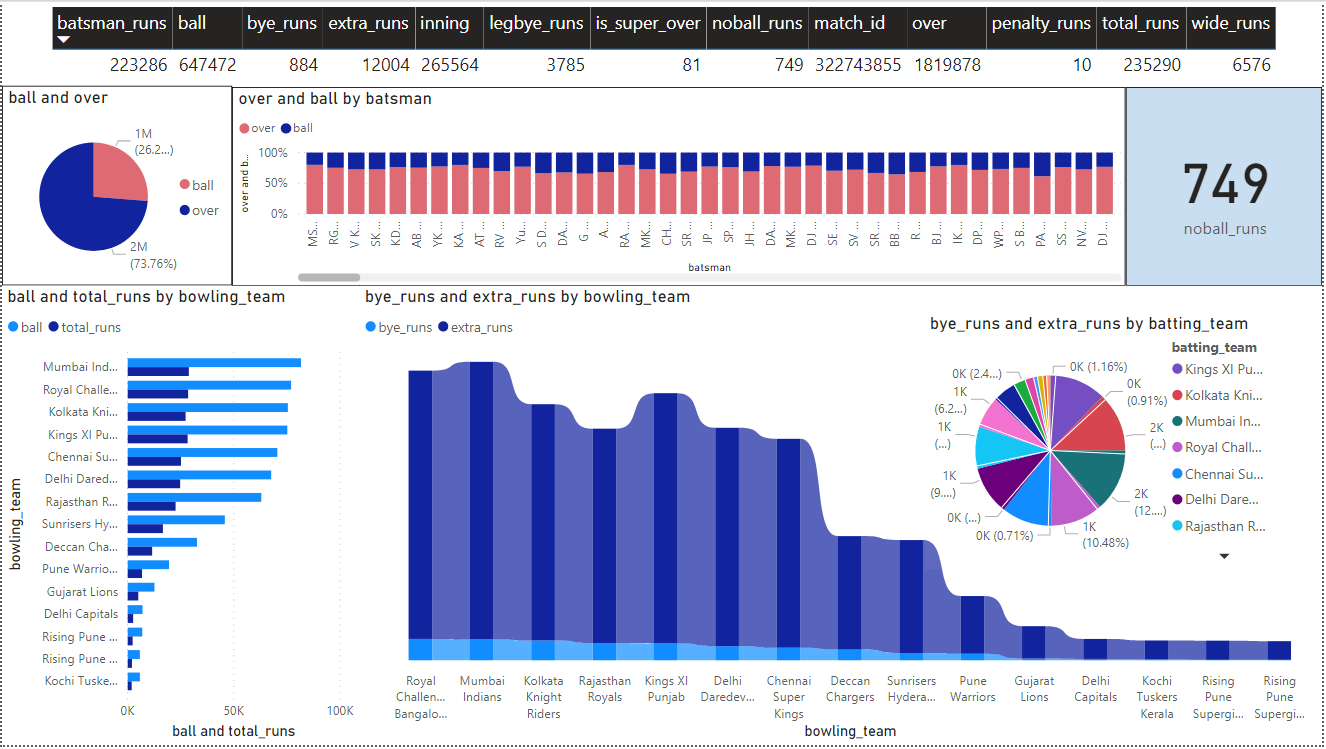 batsman_runs ball bye_runs extra_runs inning legbye_runs is_super_over noball_runs match_id over penalty_runs total_runs wide_runs
223286 647472 884 12004 265564 3785 81 749 322743855 1819878 10 235290 6576
ball and over
1M
(26.2...)
ball
over
2M
(73.76%)
over and ball by batsman
over ball
over and b...
100%
50%
0%
MS... RG... V K... SK... KD... AB ... YK ... KA ... AT ... RV ... Yu... S D... DA... G ... A... RA ... MK... CH... SR ... JP ... SP... JH ... DA... MK... DJ ... SE ... SV ... SR ... BB ... R... BJ ... IK ... DP... WP... S B... PA ... SS ... NV... DJ ...
batsman
749
noball_runs
ball and total_runs by bowling_team
ball total_runs
bowling_team
Mumbai Ind...
Royal Challe...
Kolkata Kni...
Kings XI Pu...
Chennai Su...
Delhi Dared...
Rajasthan R...
Sunrisers Hy...
Deccan Cha...
Pune Warrio...
Gujarat Lions
Delhi Capitals
Rising Pune ...
Rising Pune ...
Kochi Tuske...
0K 50K 100K
ball and total_runs
bye_runs and extra_runs by bowling_team
bye_runs extra_runs
Royal Mumbai Kolkata Rajasthan Kings XI Delhi Chennai Deccan Sunrisers Pune Gujarat Delhi Kochi Rising Rising
Challen... Indians Knight Royals Punjab Daredev... Super Chargers Hydera... Warriors Lions Capitals Tuskers Pune Pune
Bangalo... Riders Kings Kerala Supergi... Supergi...
bowling_team
bye_runs and extra_runs by batting_team
0K (1.16%)
0K
(0.91%)
2K
(...)
2K
(12....)
1K
(10.48%)
0K (0.71%)
0K (...)
1K
(9....)
1K
(...)
1K
(6.2...)
0K (2.4...)
batting_team
Kings XI Pu...
Kolkata Kni...
Mumbai In...
Royal Chall...
Chennai Su...
Delhi Dare...
Rajasthan R...